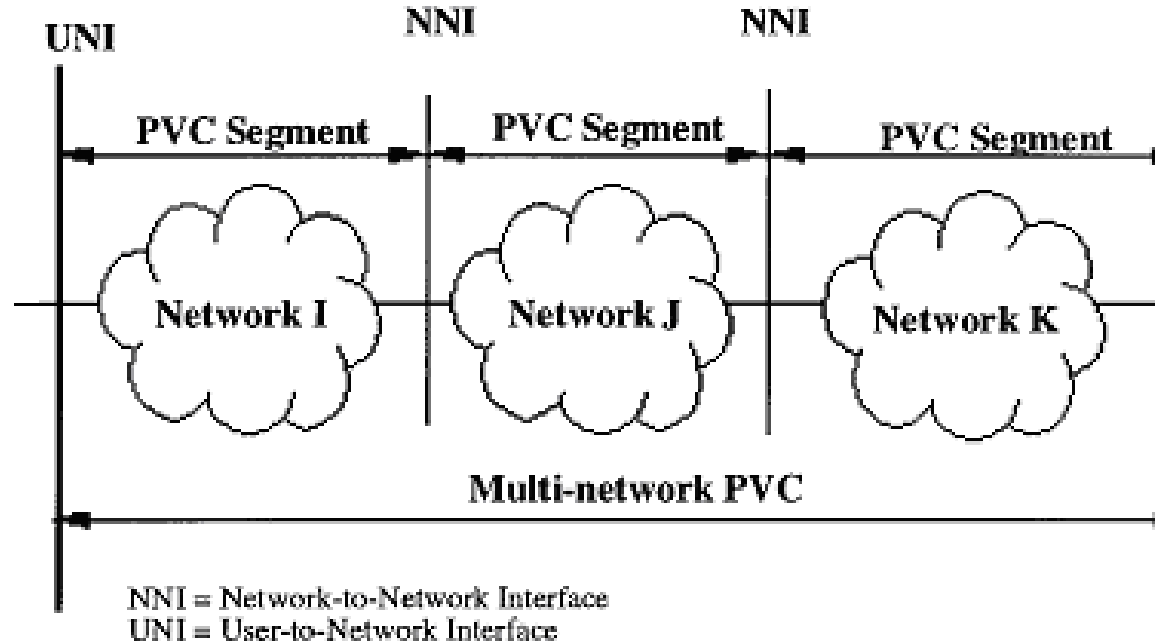 UNI
NNI
NNI
PVC Segment
PVC Segment
PVC Segment
Network I
Network J
Network K
Multi-network PVC
NNI = Network-to-Network Interface
UNI = User-to-Network Interface